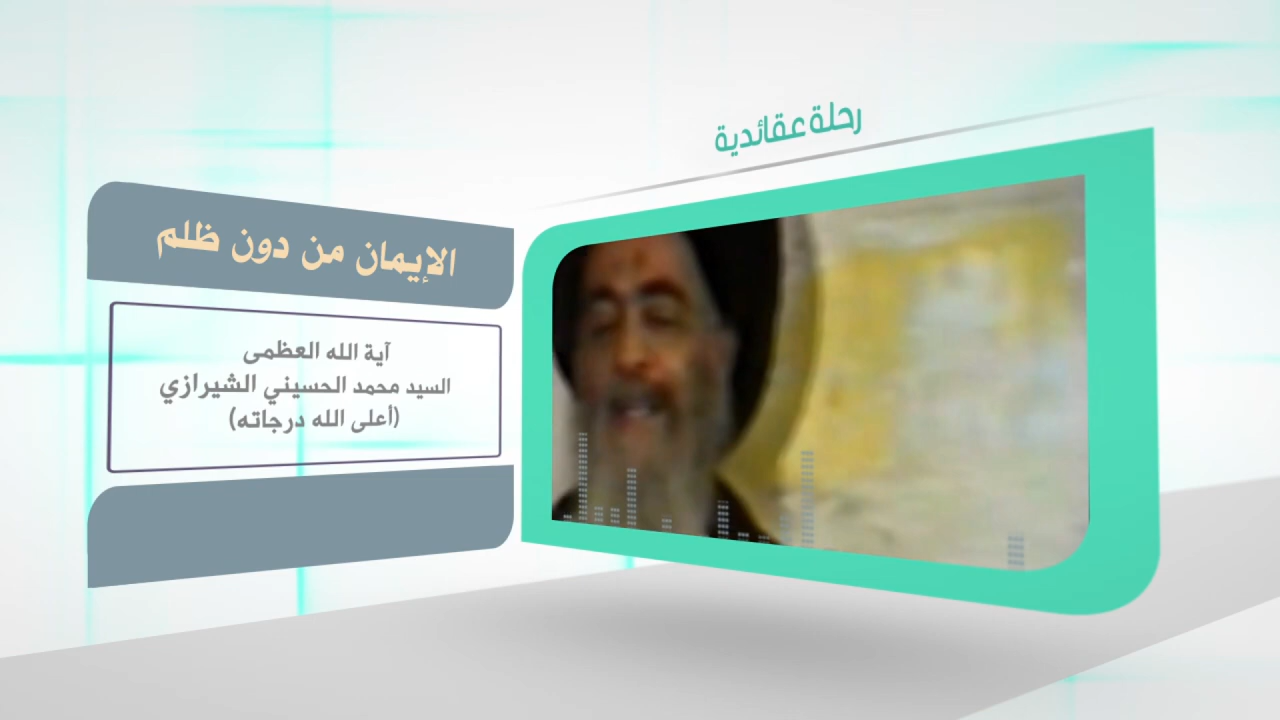 رحلة عقائدية
الإيمان من دون ظلم
آية الله العظمى
السيد محمد الحسيني الشيرازي
(أعلى الله درجاته)